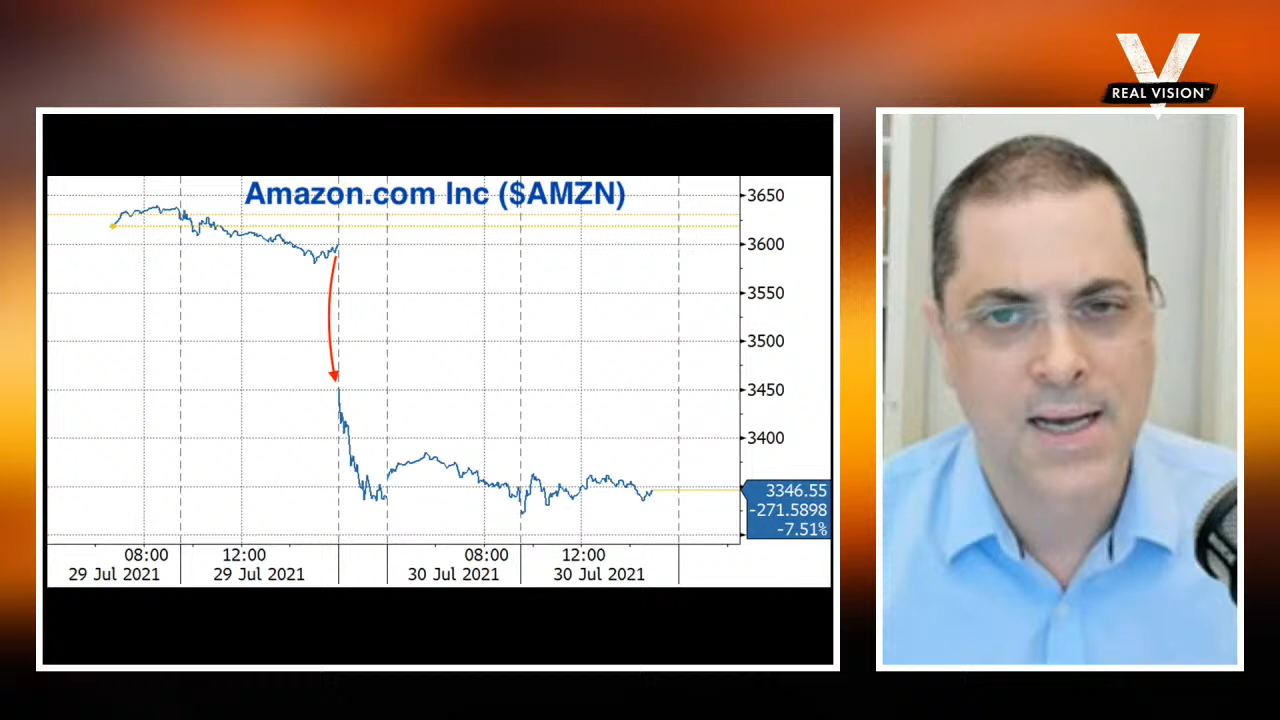 REAL VISION™
Amazon.com Inc ($AMZN)
3650
3600
3550
3500
3450
3400
3346.55
-271.5898
-7.51%
08:00 12:00 08:00 12:00
29 Jul 2021 29 Jul 2021 30 Jul 2021 30 Jul 2021